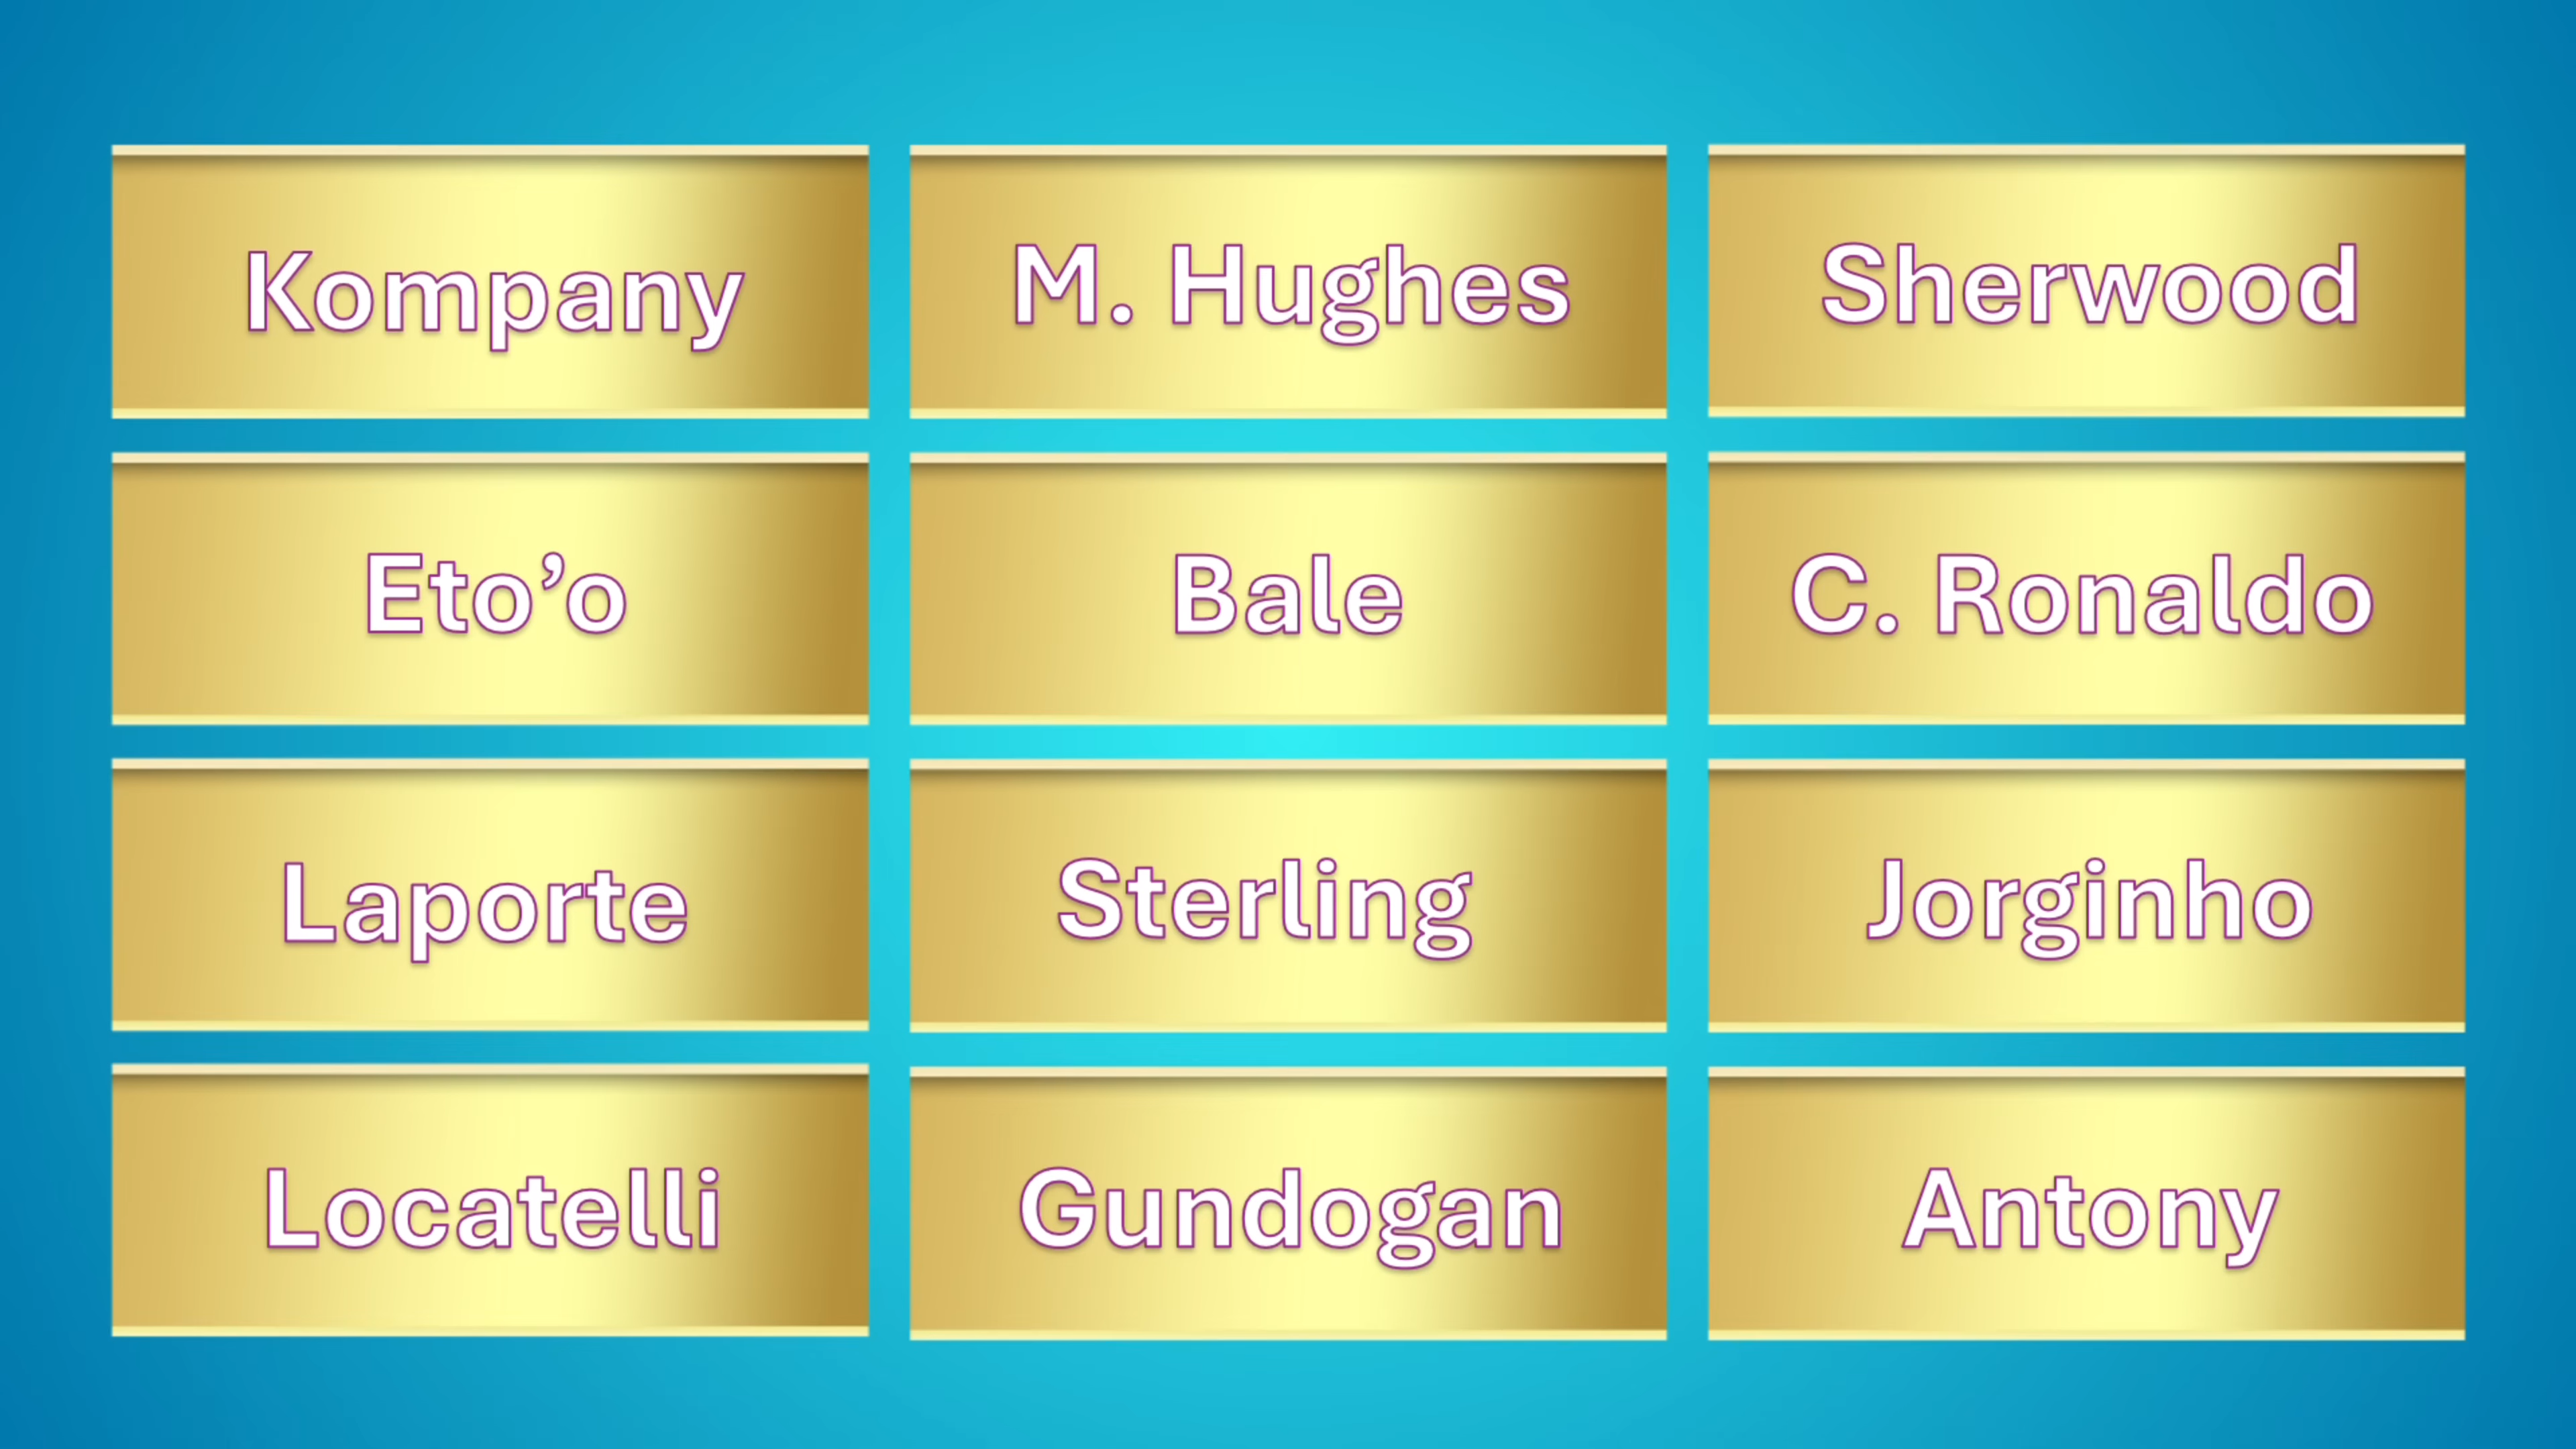 Kompany
M. Hughes
Sherwood
Eto’o
Bale
C. Ronaldo
Laporte
Sterling
Jorginho
Locatelli
Gundogan
Antony